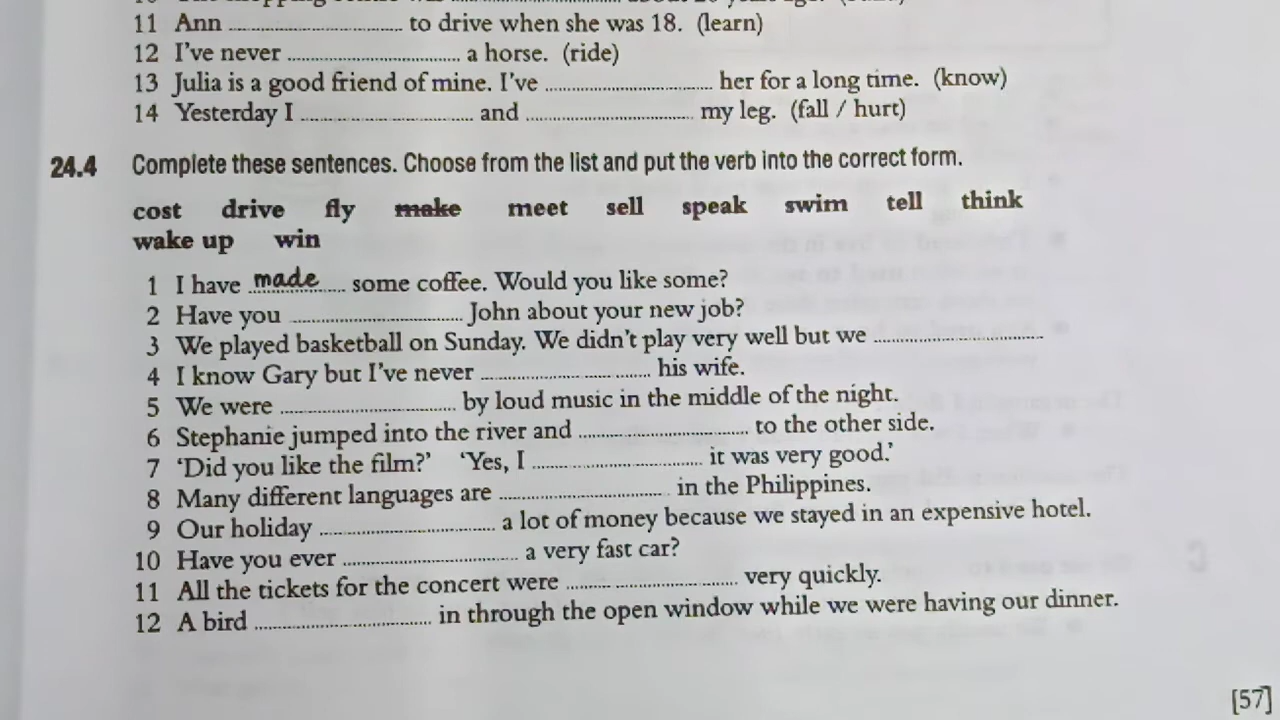 11 Ann .............................. to drive when she was 18. (learn)
12 I've never .............................. a horse. (ride)
13 Julia is a good friend of mine. I've .............................. her for a long time. (know)
14 Yesterday I .............................. and .............................. my leg. (fall / hurt)
24.4 Complete these sentences. Choose from the list and put the verb into the correct form.
cost drive fly make meet sell speak swim tell think
wake up win
1 I have made some coffee. Would you like some?
2 Have you .............................. John about your new job?
3 We played basketball on Sunday. We didn't play very well but we ..............................
4 I know Gary but I've never .............................. his wife.
5 We were .............................. by loud music in the middle of the night.
6 Stephanie jumped into the river and .............................. to the other side.
7 'Did you like the film?' 'Yes, I .............................. it was very good.'
8 Many different languages are .............................. in the Philippines.
9 Our holiday .............................. a lot of money because we stayed in an expensive hotel.
10 Have you ever .............................. a very fast car?
11 All the tickets for the concert were .............................. very quickly.
12 A bird .............................. in through the open window while we were having our dinner.
[57]